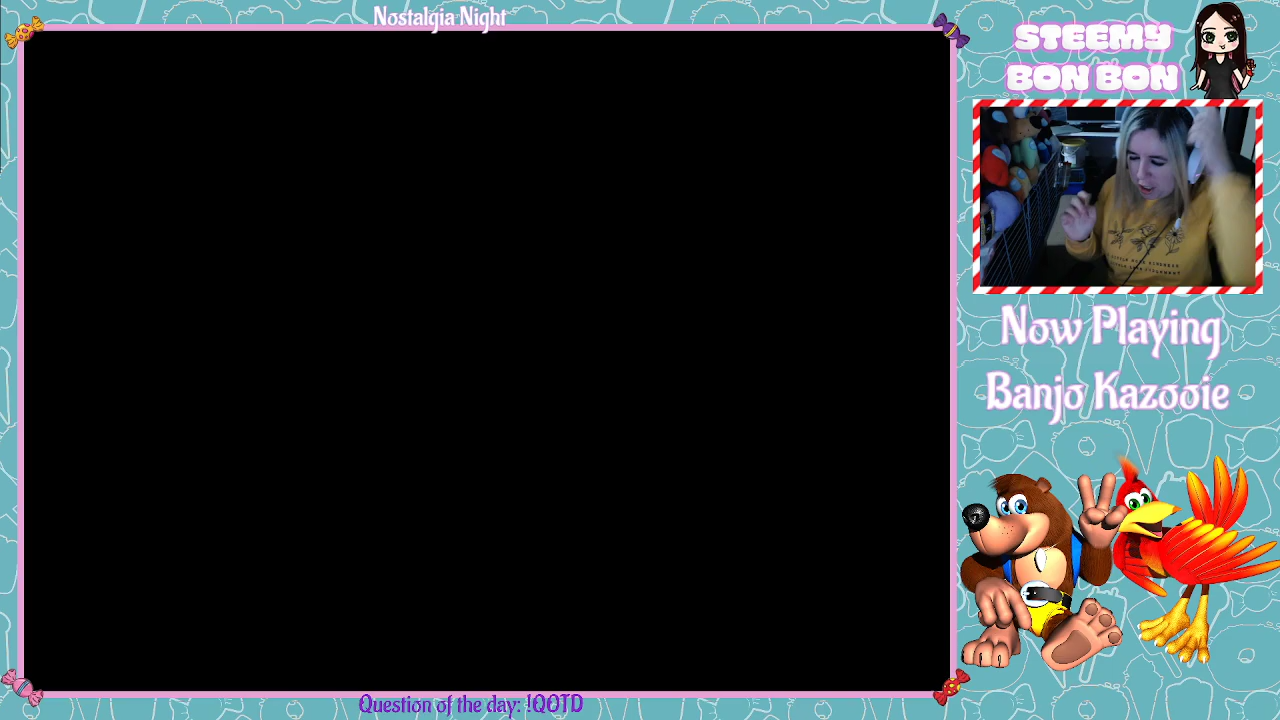 Nostalgia Night
STEEMY
BON BON
Now Playing
Banjo Kazooie
Question of the day: !QOTD